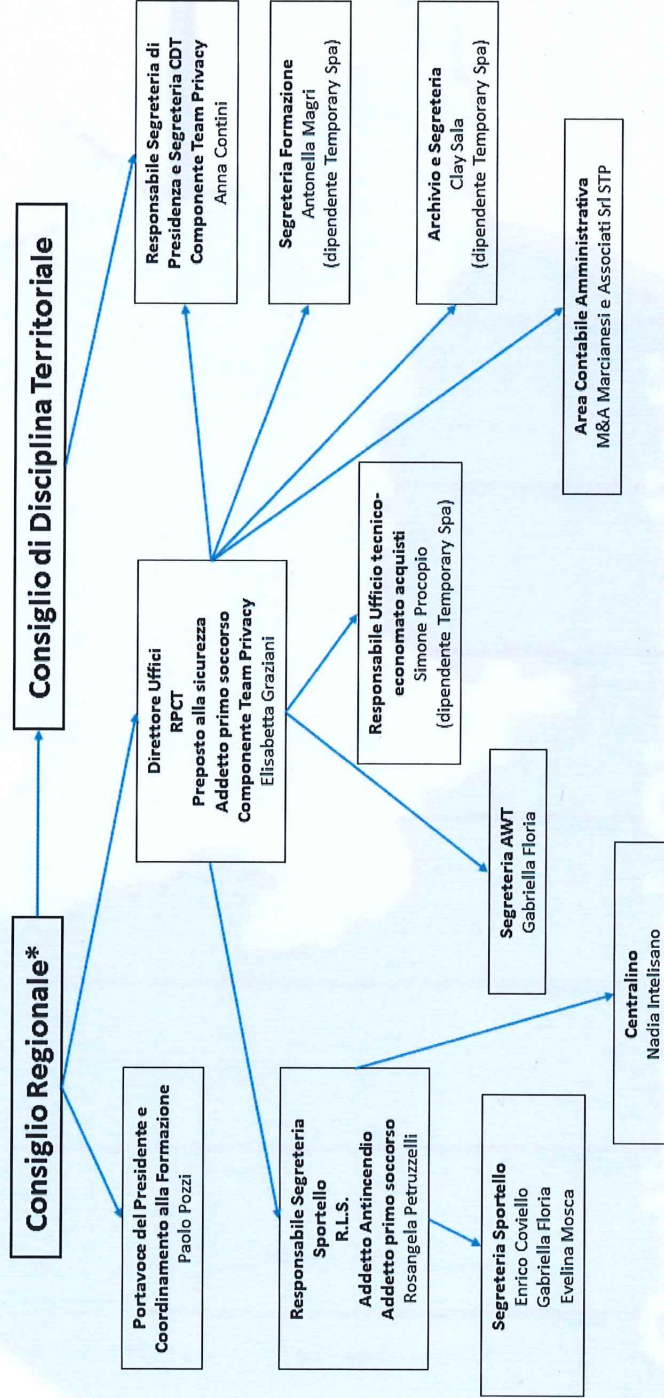 Consiglio Regionale*
Consiglio di Disciplina Territoriale
Portavoce del Presidente e
Coordinamento alla Formazione
Paolo Pozzi
Direttore Uffici
RPCT
Preposto alla sicurezza
Addetto primo soccorso
Componente Team Privacy
Elisabetta Graziani
Responsabile Segreteria di
Presidenza e Segreteria CDT
Componente Team Privacy
Anna Contini
Responsabile Segreteria
Sportello
R.L.S.
Addetto Antincendio
Addetto primo soccorso
Rosangela Petruzzelli
Segreteria Formazione
Antonella Magri
(dipendente Temporary Spa)
Responsabile Ufficio tecnico-
economato acquisti
Simone Procopio
(dipendente Temporary Spa)
Archivio e Segreteria
Clay Sala
(dipendente Temporary Spa)
Segreteria Sportello
Enrico Coviello
Gabriella Floria
Evelina Mosca
Segreteria AWT
Gabriella Floria
Area Contabile Amministrativa
M&A Marcianesi e Associati Srl STP
Centralino
Nadia Intelisano